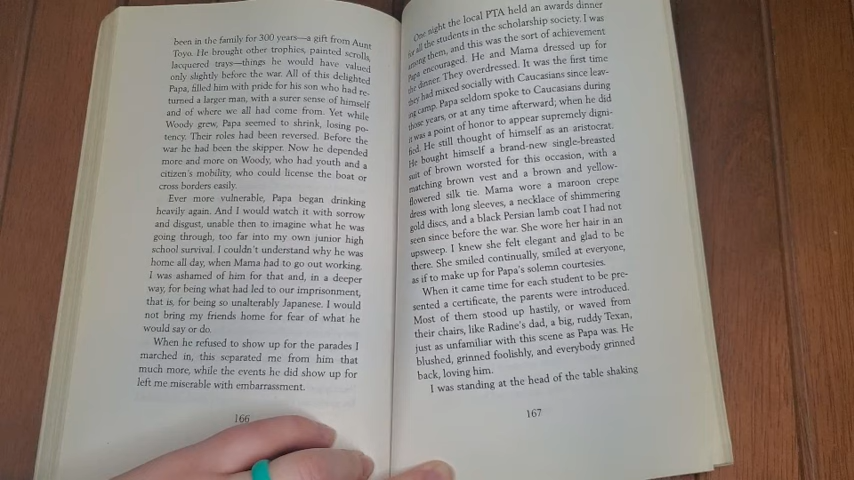 been in the family for 300 years—a gift from Aunt
Toyo. He brought other trophies, painted scrolls,
lacquered trays—things he would have valued
only slightly before the war. All of this delighted
Papa, filled him with pride for his son who had re-
turned a larger man, with a surer sense of himself
and of where we all had come from. Yet while
Woody grew, Papa seemed to shrink, losing po-
tency. Their roles had been reversed. Before the
war he had been the skipper. Now he depended
more and more on Woody, who had youth and a
citizen's mobility, who could license the boat or
cross borders easily.
Ever more vulnerable, Papa began drinking
heavily again. And I would watch it with sorrow
and disgust, unable then to imagine what he was
going through, too far into my own junior high
school survival. I couldn't understand why he was
home all day, when Mama had to go out working.
I was ashamed of him for that and, in a deeper
way, for being what had led to our imprisonment,
that is, for being so unalterably Japanese. I would
not bring my friends home for fear of what he
would say or do.
When he refused to show up for the parades I
marched in, this separated me from him that
much more, while the events he did show up for
left me miserable with embarrassment.
166
One night the local PTA held an awards dinner
for all the students in the scholarship society. I was
among them, and this was the sort of achievement
Papa encouraged. He and Mama dressed up for
the dinner. They overdressed. It was the first time
they had mixed socially with Caucasians since leav-
ing camp. Papa seldom spoke to Caucasians during
those years, or at any time afterward; when he did
it was a point of honor to appear supremely digni-
fied. He still thought of himself as an aristocrat.
He bought himself a brand-new single-breasted
suit of brown worsted for this occasion, with a
matching brown vest and a brown and yellow-
flowered silk tie. Mama wore a maroon crepe
dress with long sleeves, a necklace of shimmering
gold discs, and a black Persian lamb coat I had not
seen since before the war. She wore her hair in an
upsweep. I knew she felt elegant and glad to be
there. She smiled continually, smiled at everyone,
as if to make up for Papa's solemn courtesies.
When it came time for each student to be pre-
sented a certificate, the parents were introduced.
Most of them stood up hastily, or waved from
their chairs, like Radine's dad, a big, ruddy Texan,
just as unfamiliar with this scene as Papa was. He
blushed, grinned foolishly, and everybody grinned
back, loving him.
I was standing at the head of the table shaking
167